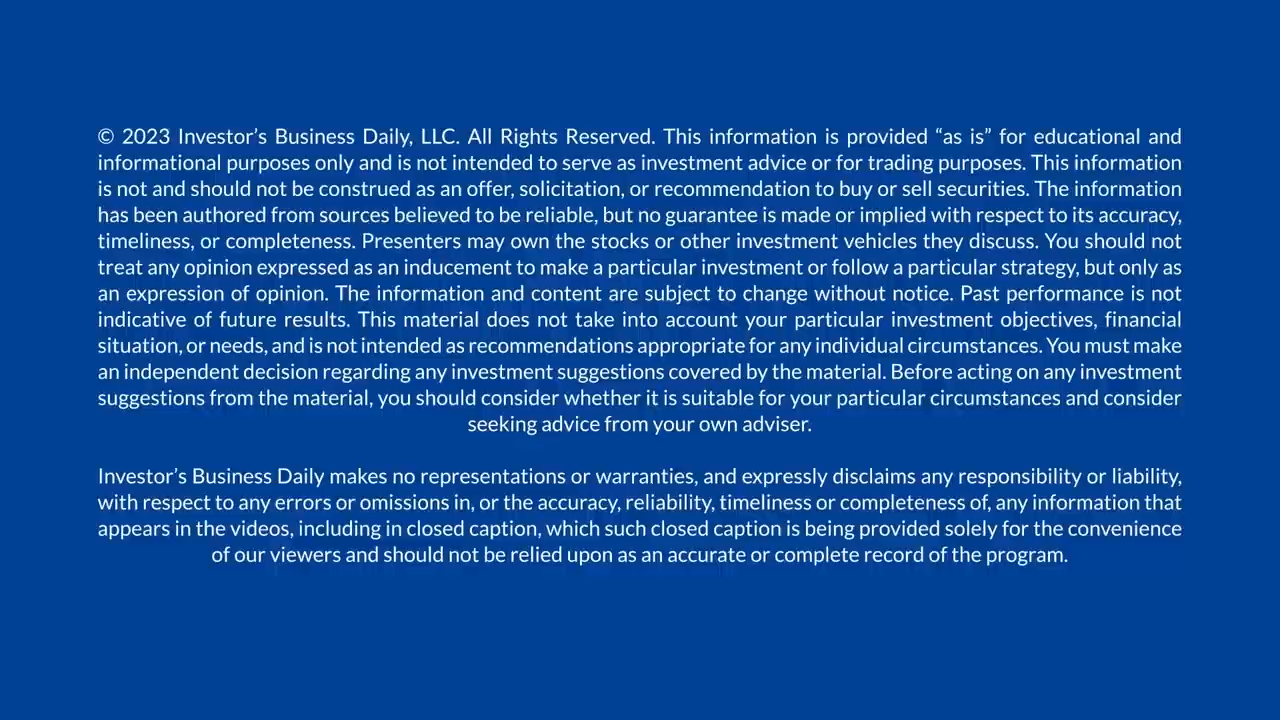 © 2023 Investor’s Business Daily, LLC. All Rights Reserved. This information is provided “as is” for educational and
informational purposes only and is not intended to serve as investment advice or for trading purposes. This information
is not and should not be construed as an offer, solicitation, or recommendation to buy or sell securities. The information
has been authored from sources believed to be reliable, but no guarantee is made or implied with respect to its accuracy,
timeliness, or completeness. Presenters may own the stocks or other investment vehicles they discuss. You should not
treat any opinion expressed as an inducement to make a particular investment or follow a particular strategy, but only as
an expression of opinion. The information and content are subject to change without notice. Past performance is not
indicative of future results. This material does not take into account your particular investment objectives, financial
situation, or needs, and is not intended as recommendations appropriate for any individual circumstances. You must make
an independent decision regarding any investment suggestions covered by the material. Before acting on any investment
suggestions from the material, you should consider whether it is suitable for your particular circumstances and consider
seeking advice from your own adviser.
Investor’s Business Daily makes no representations or warranties, and expressly disclaims any responsibility or liability,
with respect to any errors or omissions in, or the accuracy, reliability, timeliness or completeness of, any information that
appears in the videos, including in closed caption, which such closed caption is being provided solely for the convenience
of our viewers and should not be relied upon as an accurate or complete record of the program.